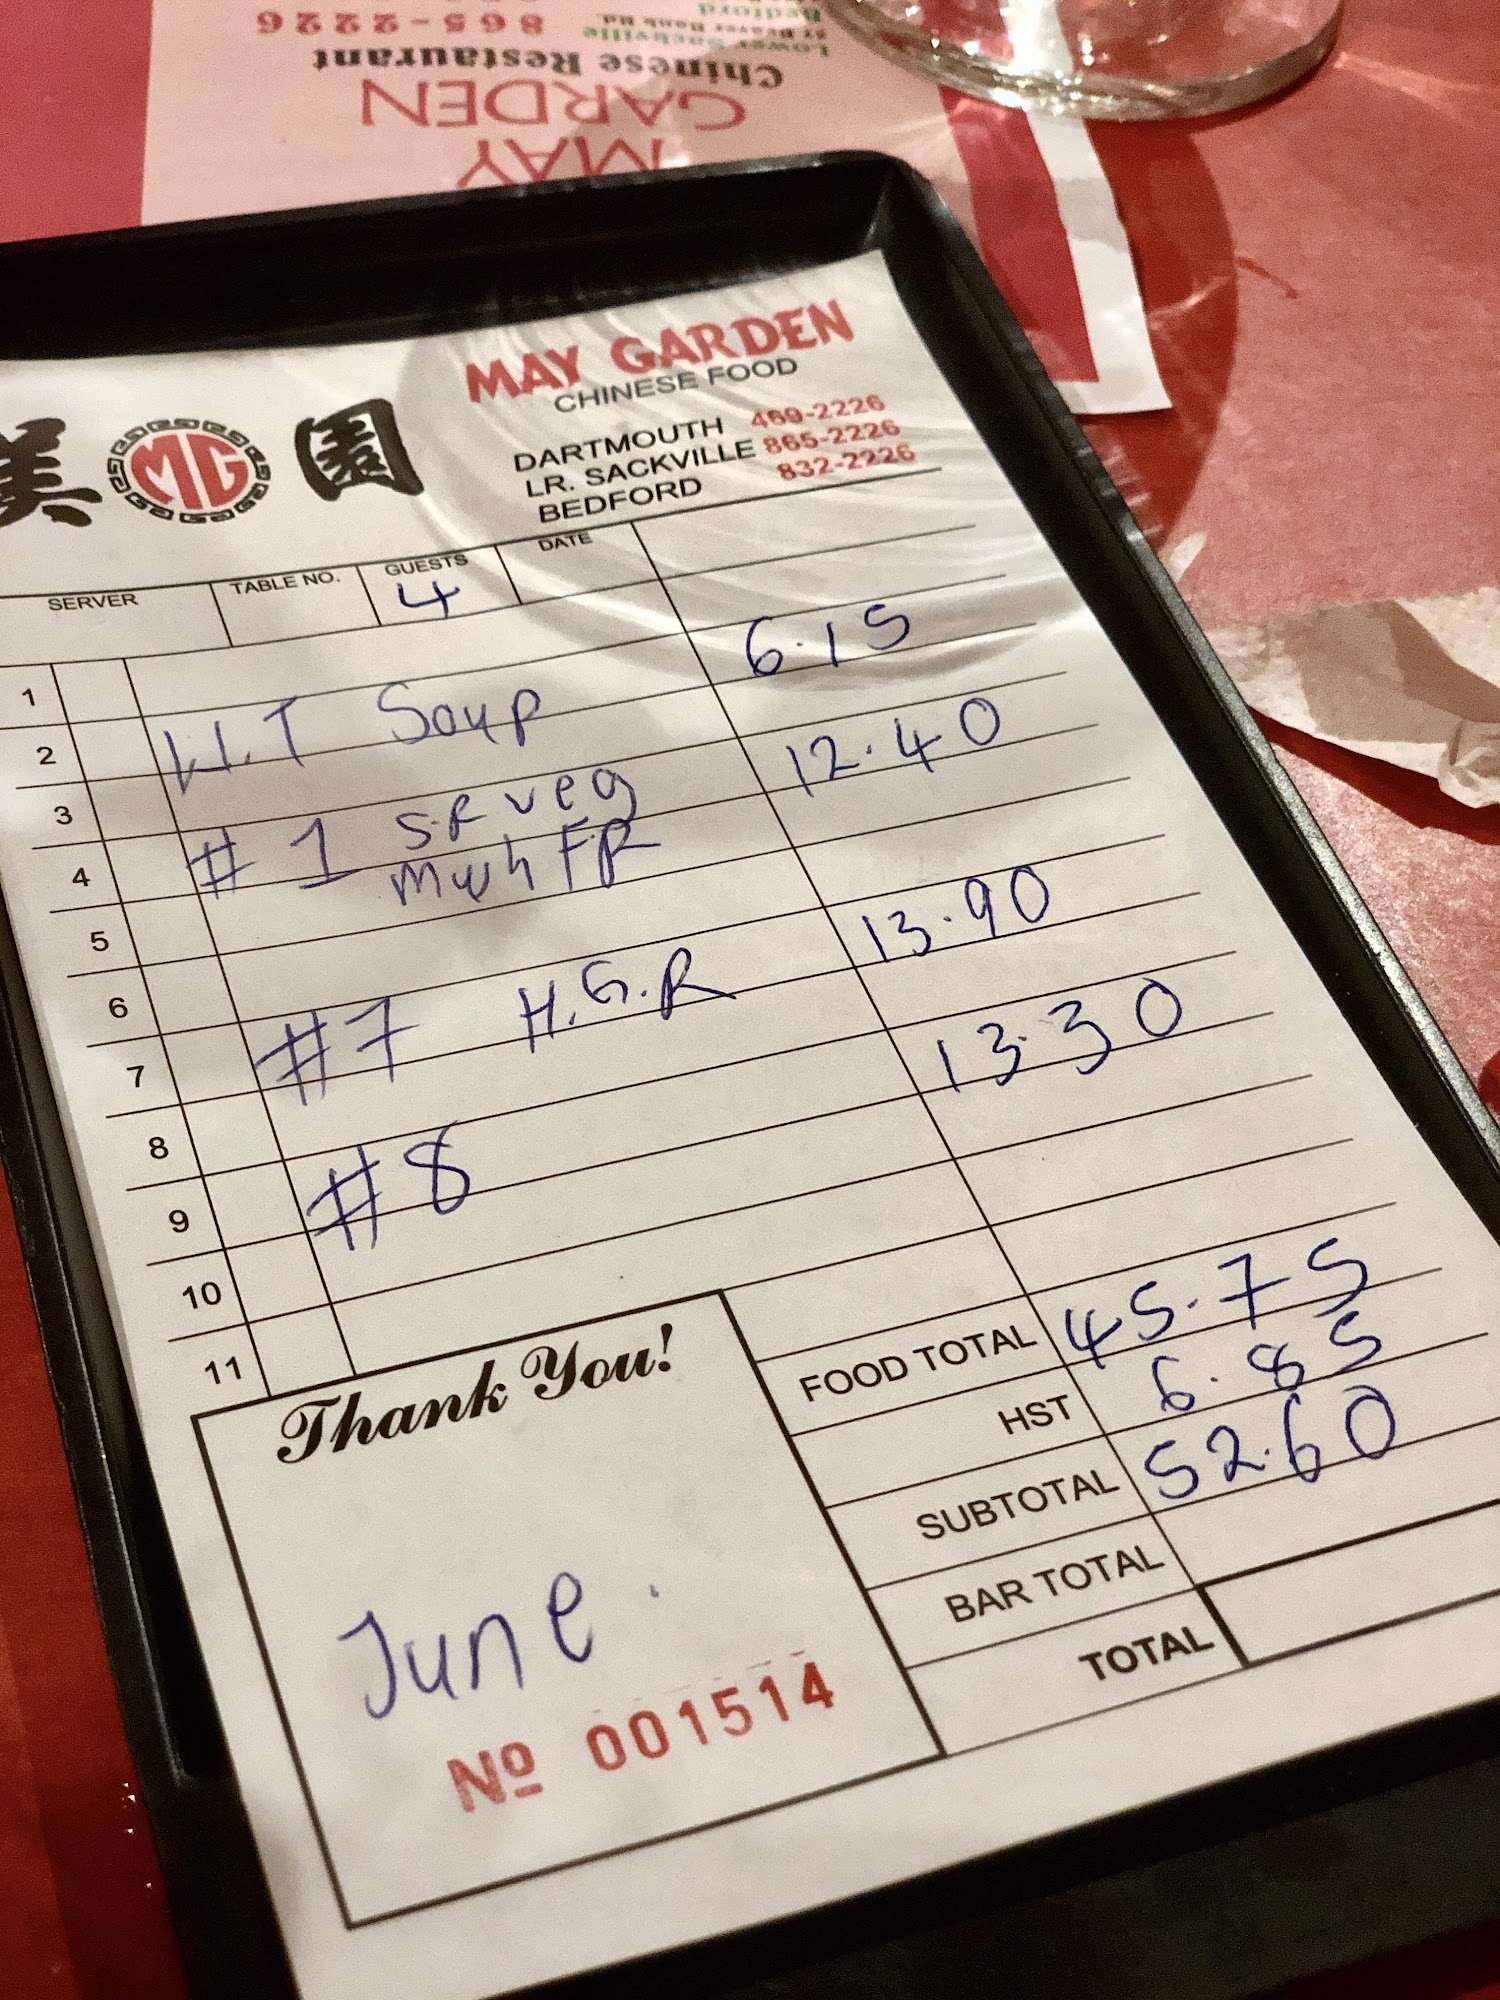 Bedford
Lower Sackville
865-2226
Chinese Restaurant
GARDEN
MAY
美 MG 園
MAY GARDEN
CHINESE FOOD
DARTMOUTH 469-2226
LR. SACKVILLE 865-2226
BEDFORD 832-2226
SERVER TABLE NO. GUESTS DATE
4
1
2 W.T Soup 6.15
3
4 #1 S.R veg 12.40
mwh FR
5
6
7 #7 H.G.R 13.90
8
9 #8 13.30
10
11
FOOD TOTAL 45.75
HST 6.85
SUBTOTAL 52.60
BAR TOTAL
TOTAL
Thank You!
June.
Nº 001514